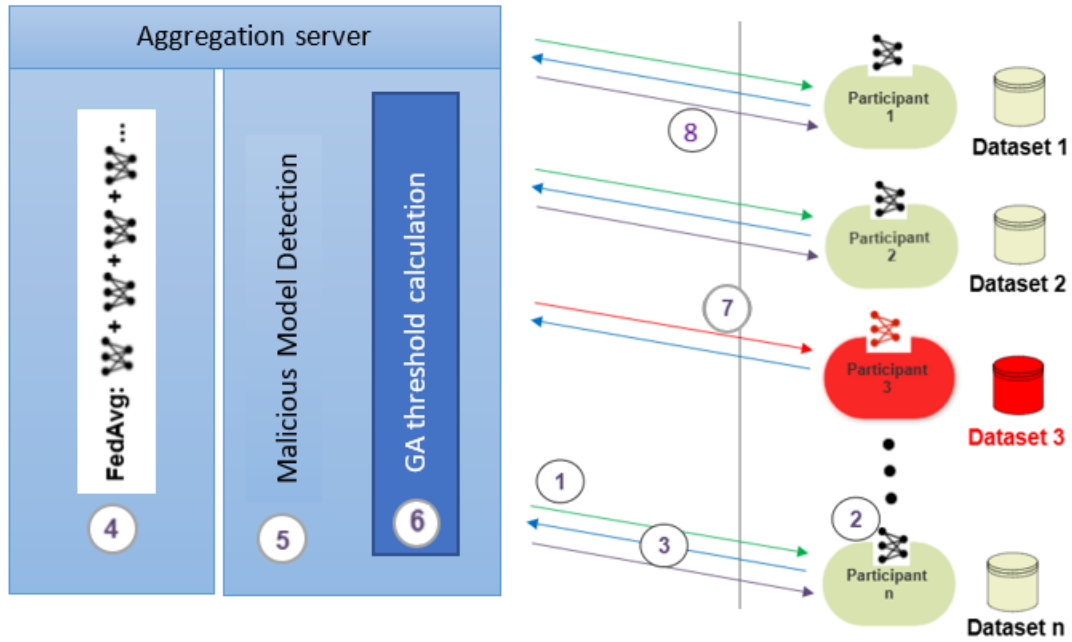 Aggregation server
FedAvg: + + + + ...
4
Malicious Model Detection
5
GA threshold calculation
6
8
Participant
1
Dataset 1
Participant
2
Dataset 2
7
Participant
3
Dataset 3
1
3
2
Participant
n
Dataset n